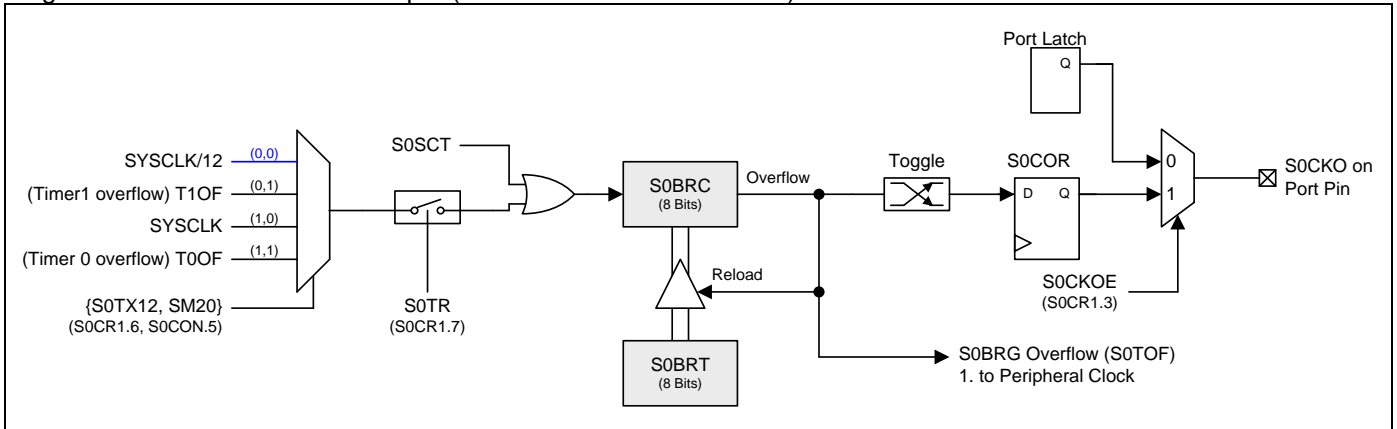 Port Latch
Q
SYSCLK/12 (0,0)
(Timer1 overflow) T1OF (0,1)
SYSCLK (1,0)
(Timer 0 overflow) T0OF (1,1)
{S0TX12, SM20}
(S0CR1.6, S0CON.5)
S0SCT
S0TR
(S0CR1.7)
S0BRC
(8 Bits)
Overflow
Reload
S0BRT
(8 Bits)
Toggle
S0COR
D Q
0
1
S0CKO on
Port Pin
S0CKOE
(S0CR1.3)
S0BRG Overflow (S0TOF)
1. to Peripheral Clock